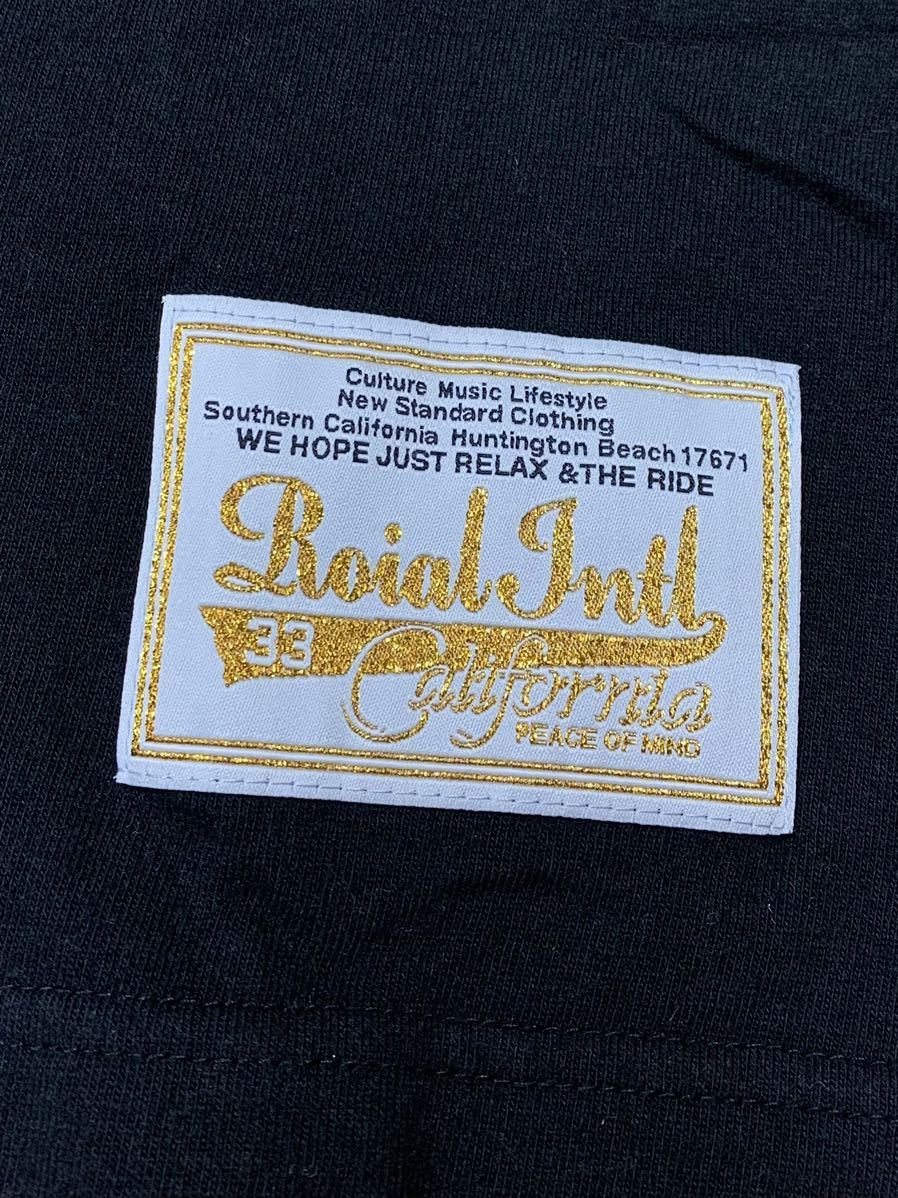 Culture Music Lifestyle
New Standard Clothing
Southern California Huntington Beach 17671
WE HOPE JUST RELAX &THE RIDE
Roial Intl
33
California
PEACE OF MIND